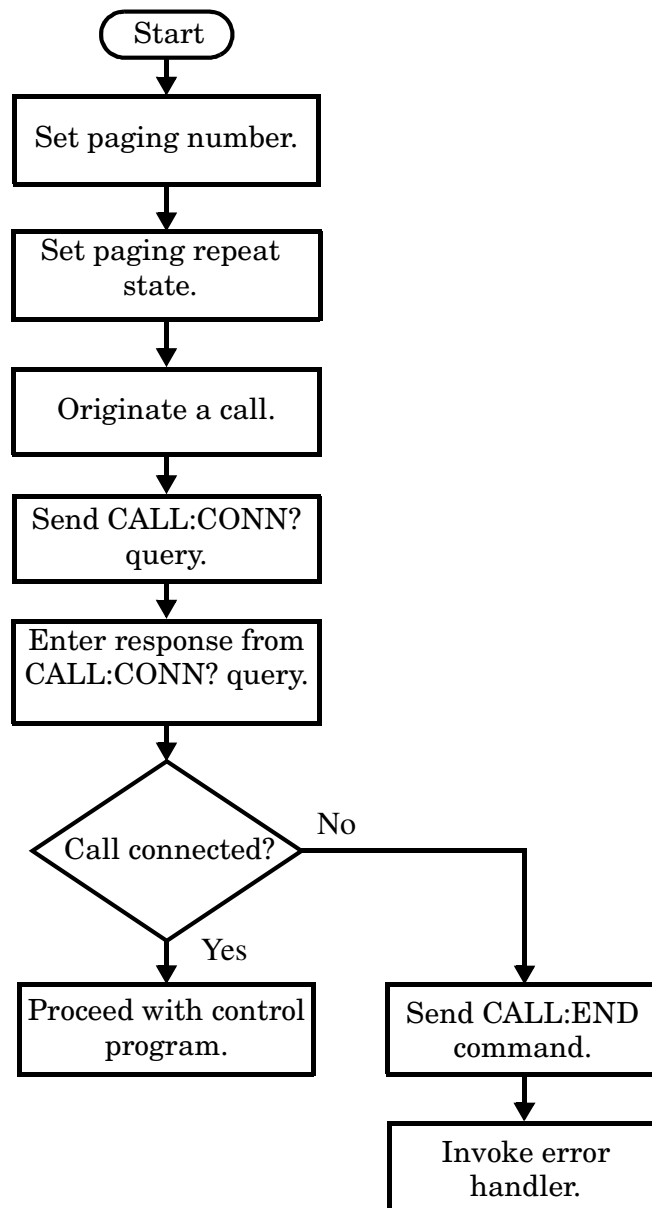 Start
Set paging number.
Set paging repeat
state.
Originate a call.
Send CALL:CONN?
query.
Enter response from
CALL:CONN? query.
Call connected?
No
Yes
Proceed with control
program.
Send CALL:END
command.
Invoke error
handler.